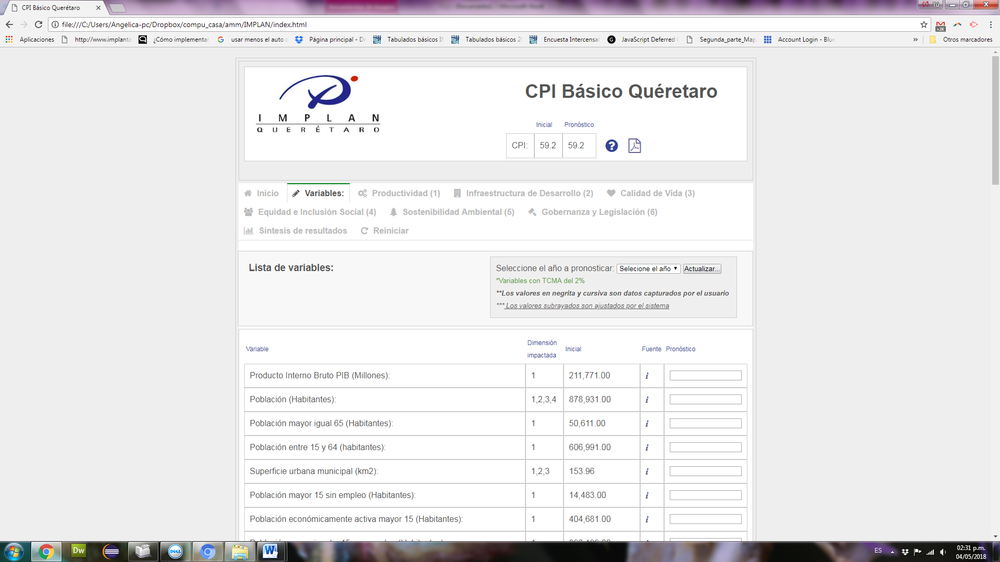 CPI Básico Querétaro
Tú
file:///C:/Users/Angelica-pc/Dropbox/compu_casa/amm/IMPLAN/index.html
>2K
Aplicaciones
http://www.implanta
¿Cómo implementar
usar menos el auto c
Página principal - Dr
Tabulados básicos IN
Tabulados básicos 20
Encuesta Intercensal
JavaScript Deferred
Segunda_parte_Map
Account Login - Blue
»
Otros marcadores
IMPLAN
QUERÉTARO
CPI Básico Quéretaro
Inicial Pronóstico
CPI: 59.2 59.2
Inicio Variables: Productividad (1) Infraestructura de Desarrollo (2) Calidad de Vida (3)
Equidad e Inclusión Social (4) Sostenibilidad Ambiental (5) Gobernanza y Legislación (6)
Síntesis de resultados Reiniciar
Lista de variables:
Seleccione el año a pronosticar: Selecione el año Actualizar...
*Variables con TCMA del 2%
**Los valores en negrita y cursiva son datos capturados por el usuario
*** Los valores subrayados son ajustados por el sistema
Variable Dimensión impactada Inicial Fuente Pronóstico
Producto Interno Bruto PIB (Millones): 1 211,771.00 i
Población (Habitantes): 1,2,3,4 878,931.00 i
Población mayor igual 65 (Habitantes): 1 50,611.00 i
Población entre 15 y 64 (habitantes): 1 606,991.00 i
Superficie urbana municipal (km2): 1,2,3 153.96 i
Población mayor 15 sin empleo (Habitantes): 1 14,483.00 i
Población económicamente activa mayor 15 (Habitantes): 1 404,681.00 i
Dw
DELL
W
ES
02:31 p.m.
04/05/2018